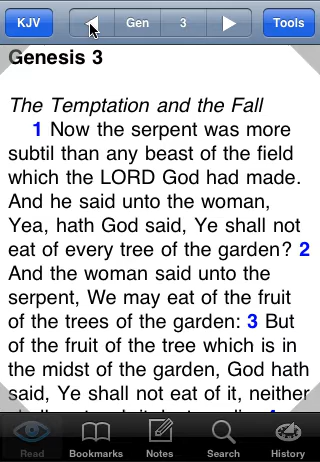 KJV Gen 3 Tools
Genesis 3
The Temptation and the Fall
1 Now the serpent was more
subtil than any beast of the field
which the LORD God had made.
And he said unto the woman,
Yea, hath God said, Ye shall not
eat of every tree of the garden? 2
And the woman said unto the
serpent, We may eat of the fruit
of the trees of the garden: 3 But
of the fruit of the tree which is in
the midst of the garden, God hath
said, Ye shall not eat of it, neither
Read Bookmarks Notes Search History